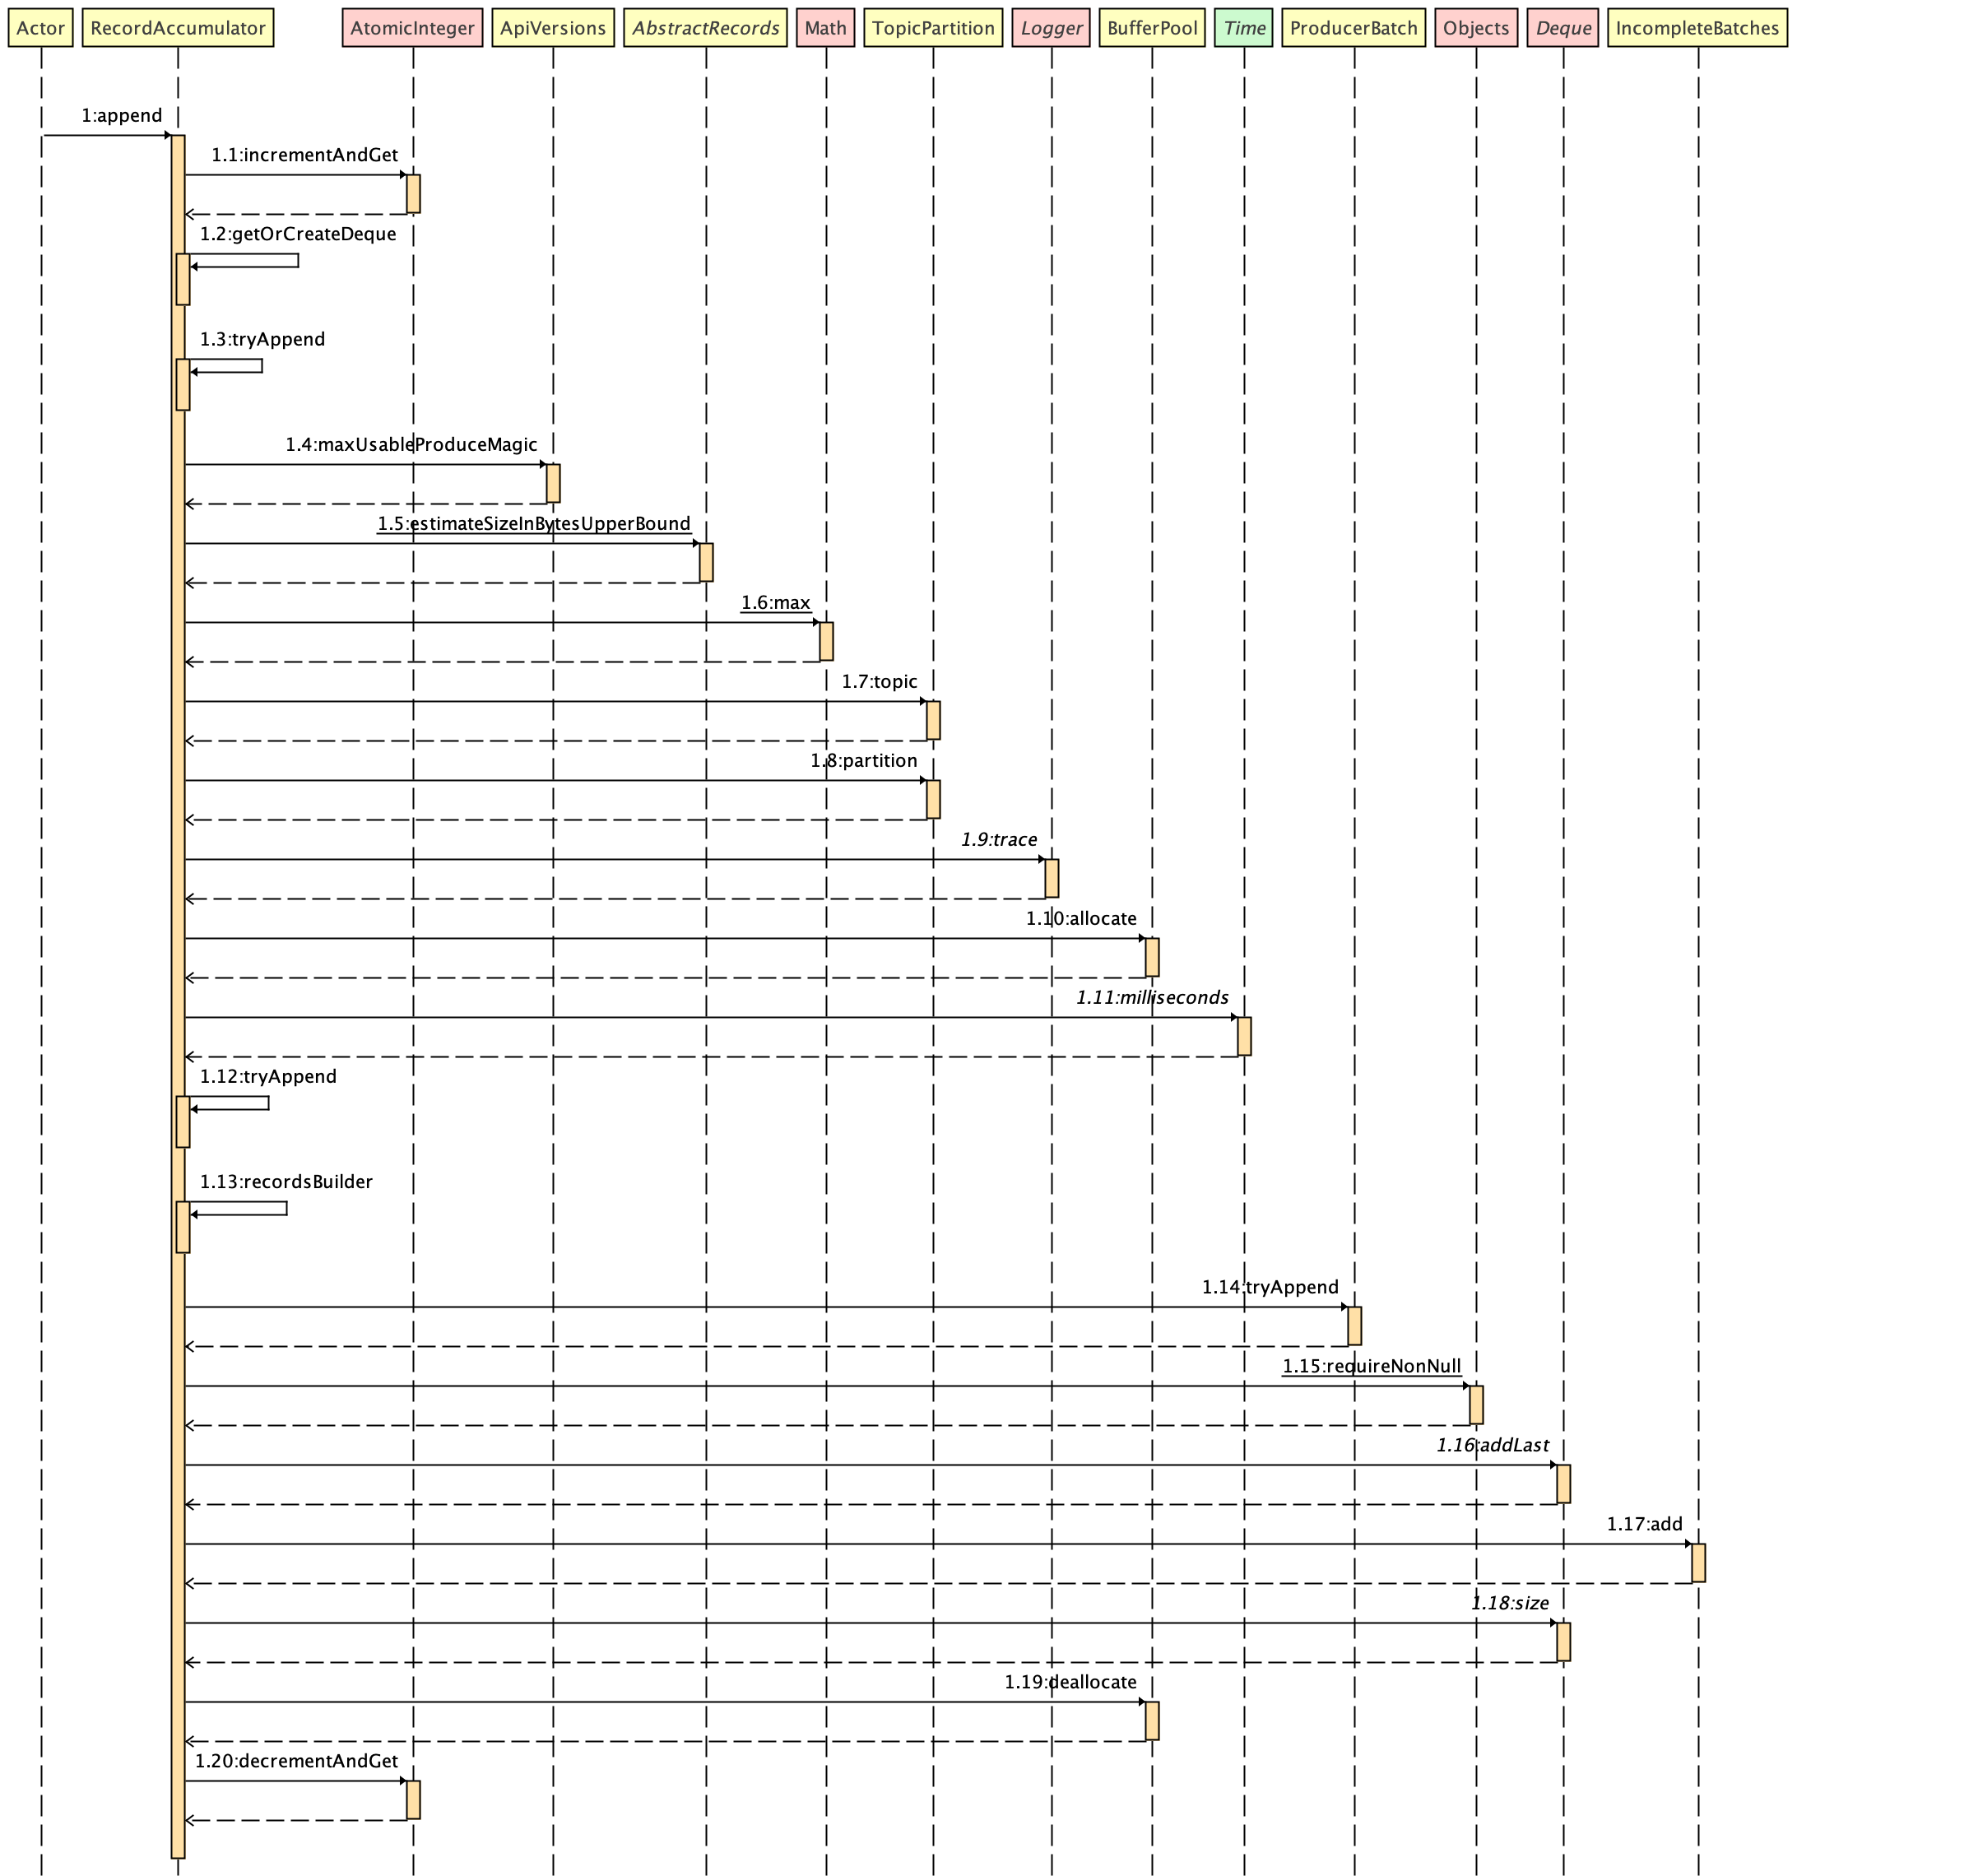 Actor RecordAccumulator AtomicInteger ApiVersions AbstractRecords Math TopicPartition Logger BufferPool Time ProducerBatch Objects Deque IncompleteBatches
1:append
1.1:incrementAndGet
1.2:getOrCreateDeque
1.3:tryAppend
1.4:maxUsableProduceMagic
1.5:estimateSizeInBytesUpperBound
1.6:max
1.7:topic
1.8:partition
1.9:trace
1.10:allocate
1.11:milliseconds
1.12:tryAppend
1.13:recordsBuilder
1.14:tryAppend
1.15:requireNonNull
1.16:addLast
1.17:add
1.18:size
1.19:deallocate
1.20:decrementAndGet